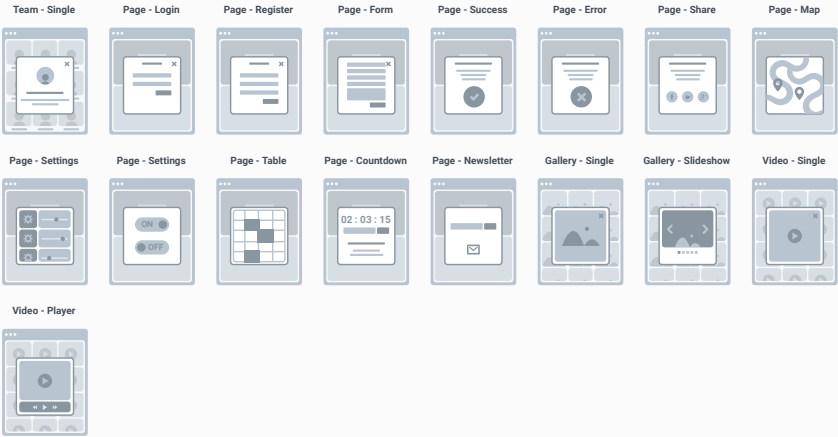 Team - Single
Page - Login
Page - Register
Page - Form
Page - Success
Page - Error
Page - Share
Page - Map
Page - Settings
Page - Settings
Page - Table
Page - Countdown
Page - Newsletter
Gallery - Single
Gallery - Slideshow
Video - Single
ON
OFF
02 : 03 : 15
Video - Player